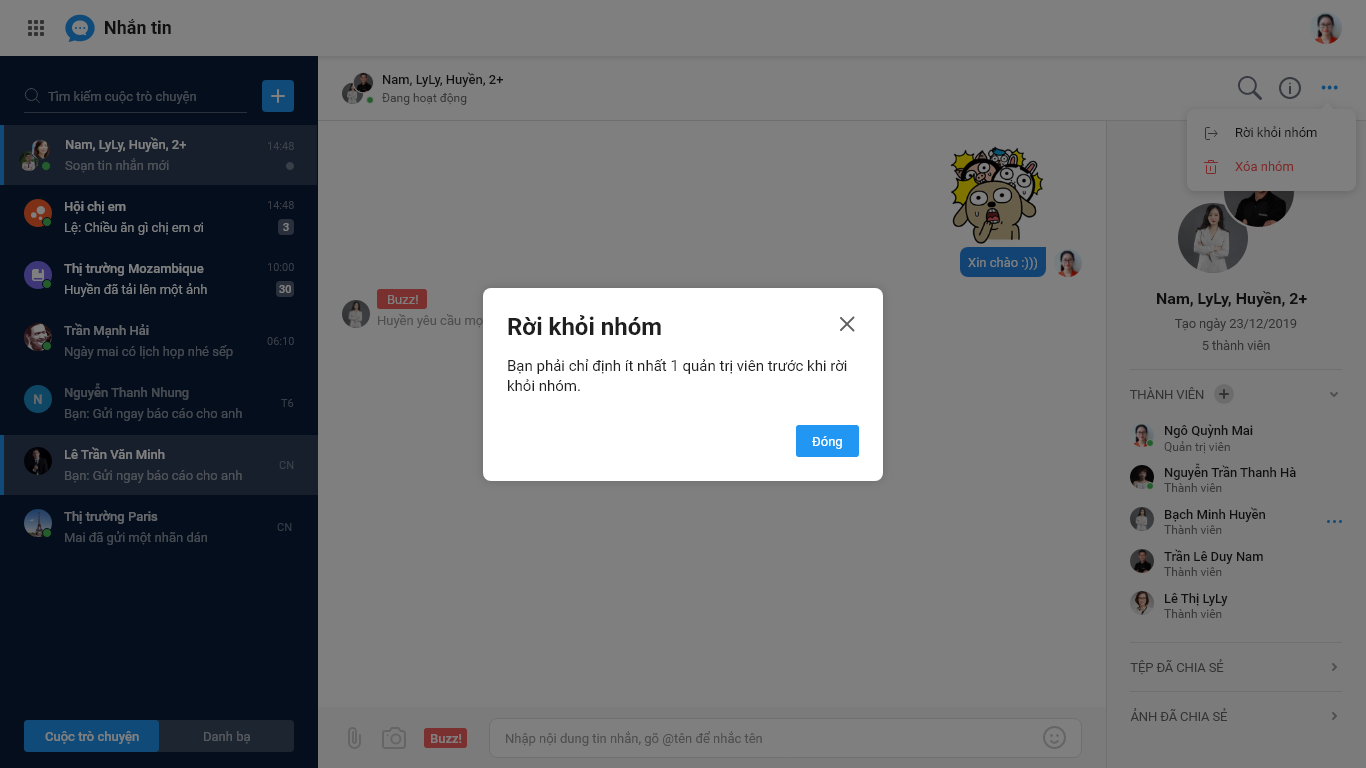 Nhắn tin
Tìm kiếm cuộc trò chuyện
Nam, LyLy, Huyền, 2+
14:48
Soạn tin nhắn mới
Hội chị em
14:48
Lệ: Chiều ăn gì chị em ơi
3
Thị trường Mozambique
10:00
Huyền đã tải lên một ảnh
30
Trần Mạnh Hải
06:10
Ngày mai có lịch họp nhé sếp
N
Nguyễn Thanh Nhung
T6
Bạn: Gửi ngay báo cáo cho anh
Lê Trần Văn Minh
CN
Bạn: Gửi ngay báo cáo cho anh
Thị trường Paris
CN
Mai đã gửi một nhãn dán
Cuộc trò chuyện
Danh bạ
Nam, LyLy, Huyền, 2+
Đang hoạt động
Xin chào :)))
Buzz!
Huyền yêu cầu
Rời khỏi nhóm
Bạn phải chỉ định ít nhất 1 quản trị viên trước khi rời
khỏi nhóm.
Đóng
Buzz!
Nhập nội dung tin nhắn, gõ @tên để nhắc tên
Rời khỏi nhóm
Xóa nhóm
Nam, LyLy, Huyền, 2+
Tạo ngày 23/12/2019
5 thành viên
THÀNH VIÊN
Ngô Quỳnh Mai
Quản trị viên
Nguyễn Trần Thanh Hà
Thành viên
Bạch Minh Huyền
Thành viên
Trần Lê Duy Nam
Thành viên
Lê Thị LyLy
Thành viên
TỆP ĐÃ CHIA SẺ
ẢNH ĐÃ CHIA SẺ